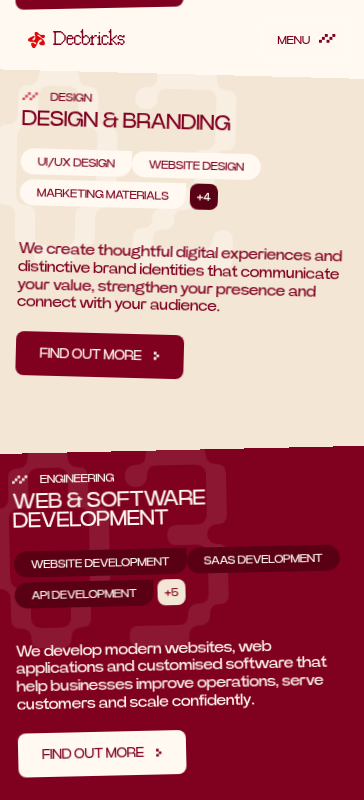 Decbricks
MENU
DESIGN
DESIGN & BRANDING
UI/UX DESIGN
WEBSITE DESIGN
MARKETING MATERIALS
+4
We create thoughtful digital experiences and
distinctive brand identities that communicate
your value, strengthen your presence and
connect with your audience.
FIND OUT MORE
ENGINEERING
WEB & SOFTWARE
DEVELOPMENT
WEBSITE DEVELOPMENT
SAAS DEVELOPMENT
API DEVELOPMENT
+5
We develop modern websites, web
applications and customised software that
help businesses improve operations, serve
customers and scale confidently.
FIND OUT MORE